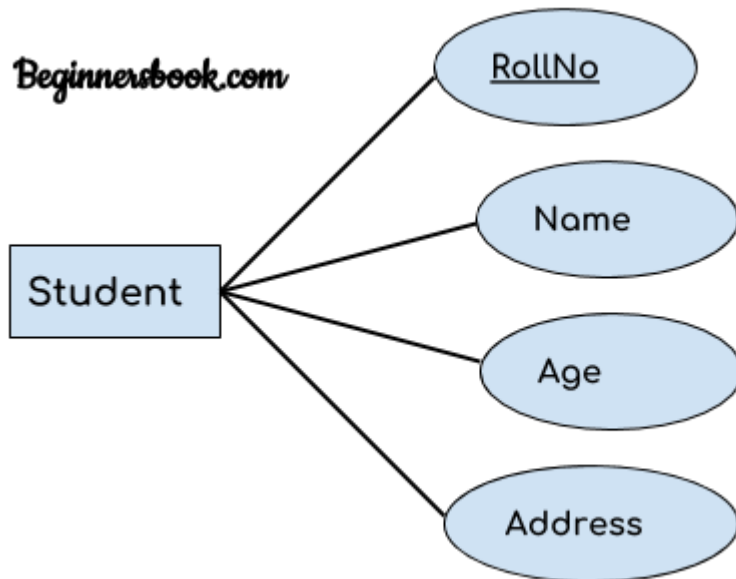 Beginnersbook.com
RollNo
Name
Student
Age
Address